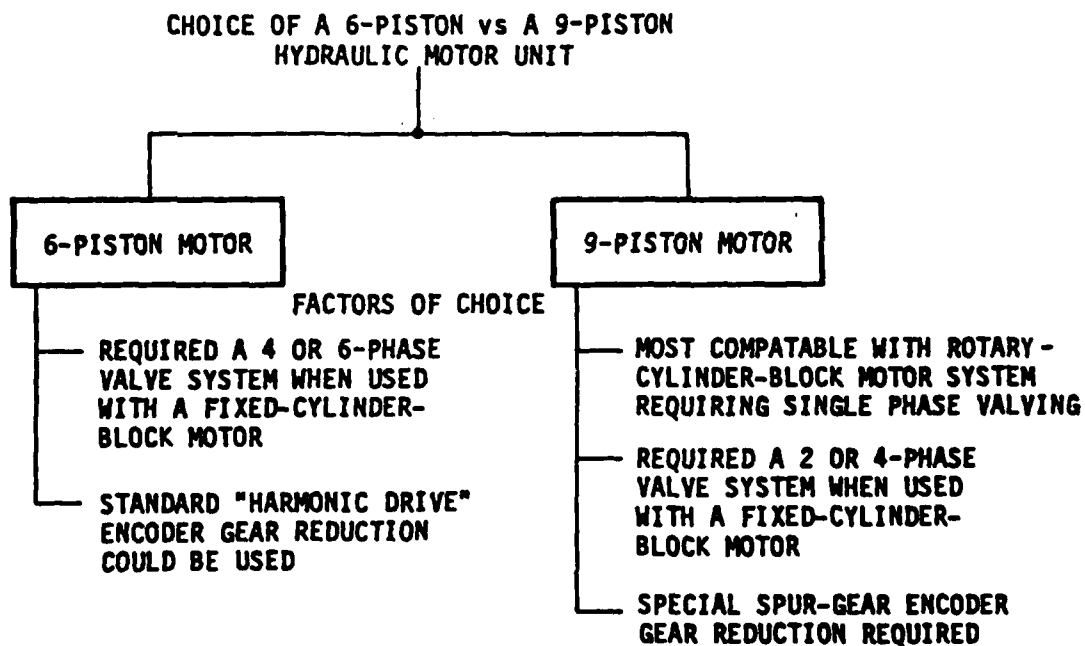 CHOICE OF A 6-PISTON vs A 9-PISTON
HYDRAULIC MOTOR UNIT
6-PISTON MOTOR
9-PISTON MOTOR
FACTORS OF CHOICE
REQUIRED A 4 OR 6-PHASE
VALVE SYSTEM WHEN USED
WITH A FIXED-CYLINDER-
BLOCK MOTOR
STANDARD "HARMONIC DRIVE"
ENCODER GEAR REDUCTION
COULD BE USED
MOST COMPATABLE WITH ROTARY-
CYLINDER-BLOCK MOTOR SYSTEM
REQUIRING SINGLE PHASE VALVING
REQUIRED A 2 OR 4-PHASE
VALVE SYSTEM WHEN USED
WITH A FIXED-CYLINDER-
BLOCK MOTOR
SPECIAL SPUR-GEAR ENCODER
GEAR REDUCTION REQUIRED